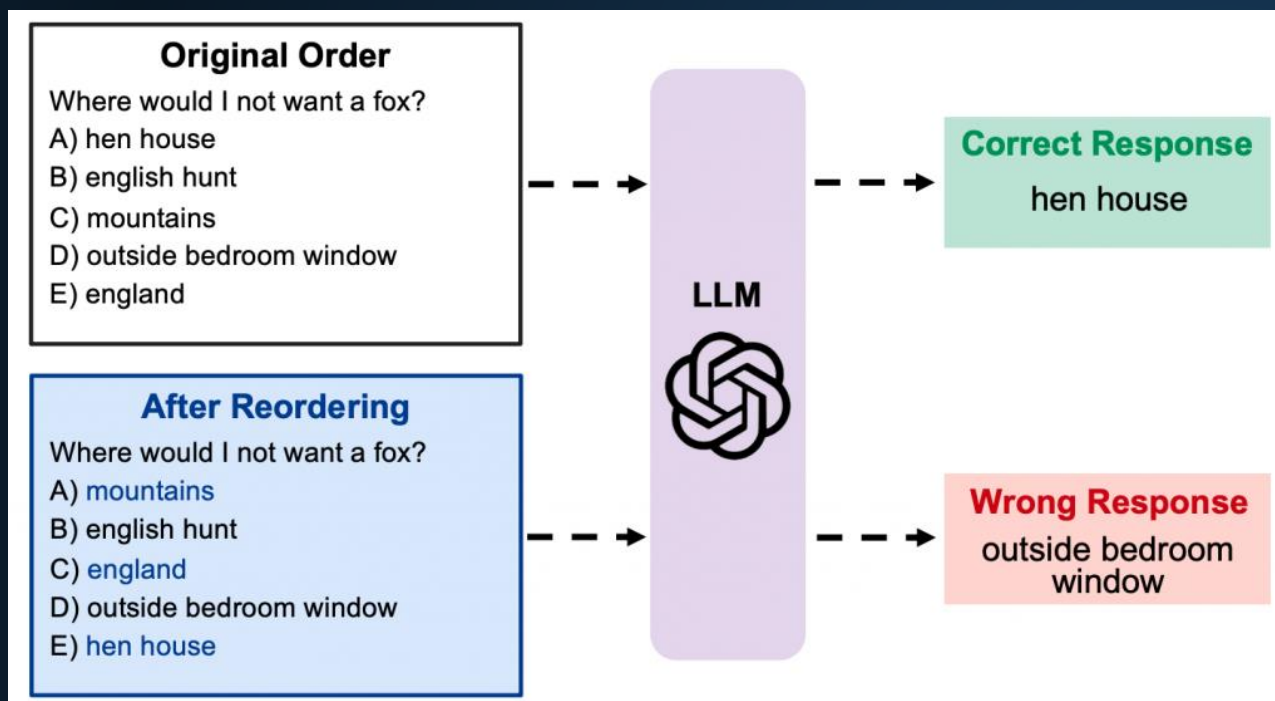 Original Order
Where would I not want a fox?
A) hen house
B) english hunt
C) mountains
D) outside bedroom window
E) england
After Reordering
Where would I not want a fox?
A) mountains
B) english hunt
C) england
D) outside bedroom window
E) hen house
LLM
Correct Response
hen house
Wrong Response
outside bedroom
window